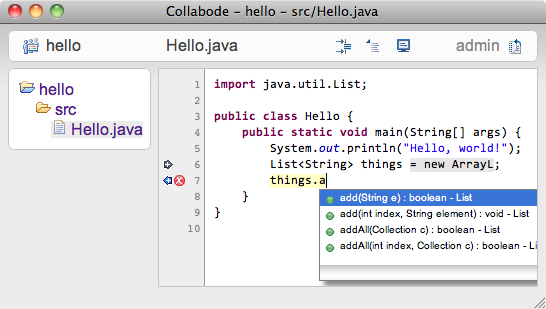 Collabode – hello – src/Hello.java
hello Hello.java admin
hello
src
Hello.java
1 import java.util.List;
2
3 public class Hello {
4 public static void main(String[] args) {
5 System.out.println("Hello, world!");
6 List<String> things = new ArrayL;
7 things.a
8 }
9 }
10
add(String e) : boolean - List
add(int index, String element) : void - List
addAll(Collection c) : boolean - List
addAll(int index, Collection c) : boolean - Lis